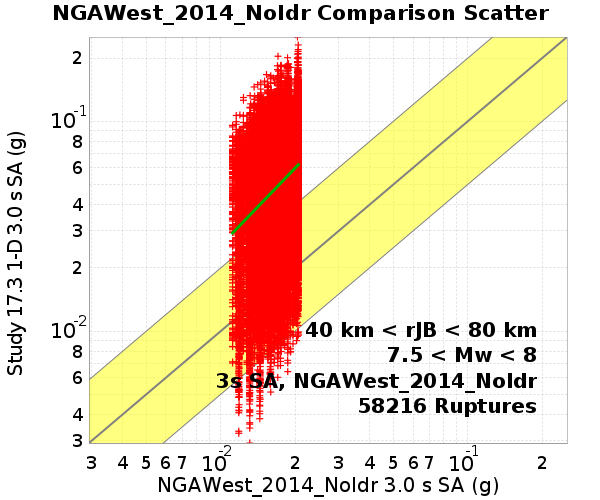 NGAWest_2014_NoIdr Comparison Scatter
Study 17.3 1-D 3.0 s SA (g)
2
10^-1
8
6
4
3
2
10^-2
8
6
4
3
40 km < rJB < 80 km
7.5 < Mw < 8
3s SA, NGAWest_2014_NoIdr
58216 Ruptures
3 4 5 6 7 10^-2 2 3 4 5 6 7 10^-1 2
NGAWest_2014_NoIdr 3.0 s SA (g)